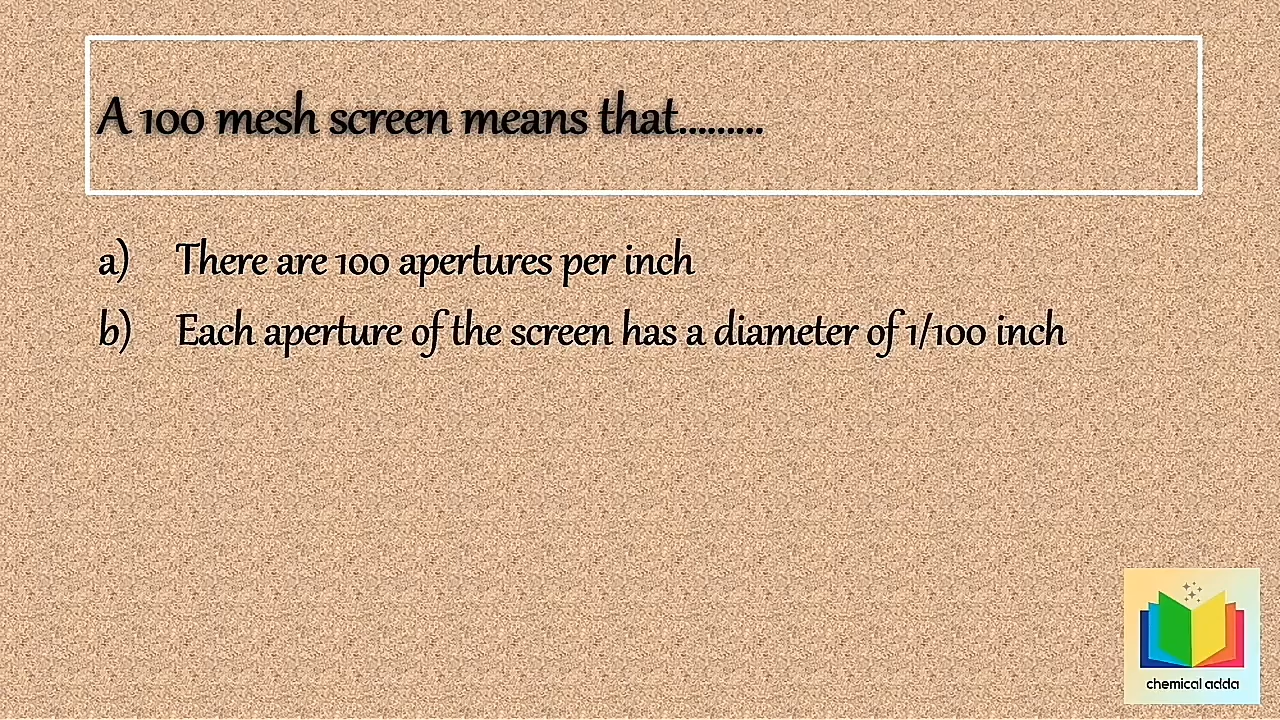 A 100 mesh screen means that.........
a) There are 100 apertures per inch
b) Each aperture of the screen has a diameter of 1/100 inch
chemical adda